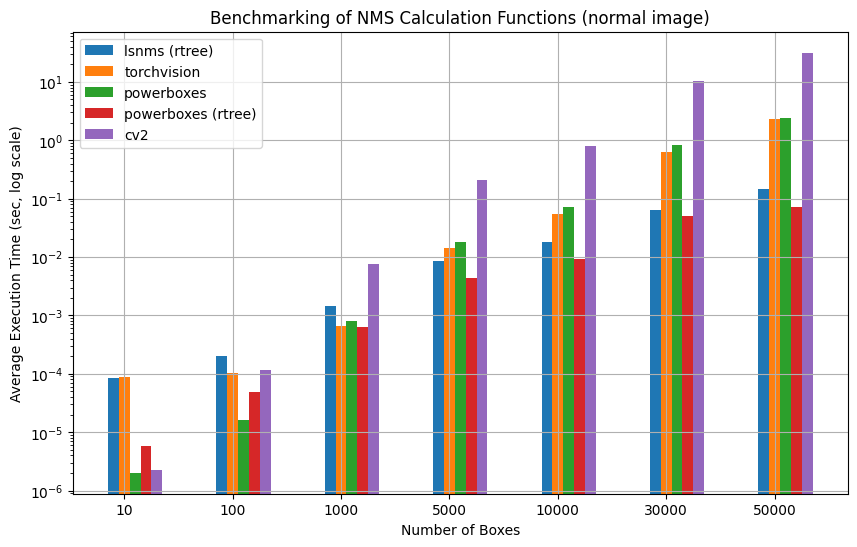 Benchmarking of NMS Calculation Functions (normal image)
lsnms (rtree)
torchvision
powerboxes
powerboxes (rtree)
cv2
Average Execution Time (sec, log scale)
10¹
10⁰
10⁻¹
10⁻²
10⁻³
10⁻⁴
10⁻⁵
10⁻⁶
10 100 1000 5000 10000 30000 50000
Number of Boxes